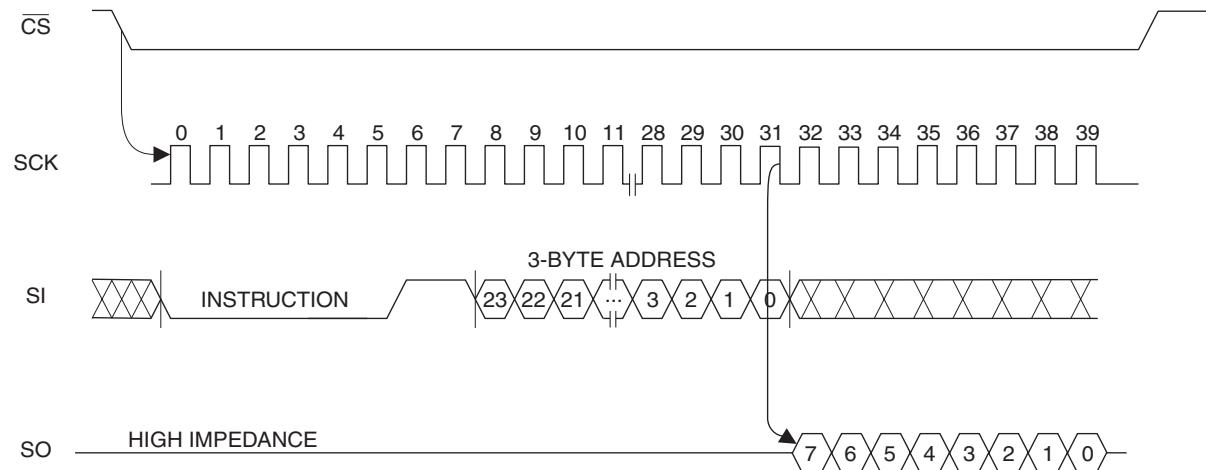 CS
0 1 2 3 4 5 6 7 8 9 10 11 28 29 30 31 32 33 34 35 36 37 38 39
SCK
3-BYTE ADDRESS
SI
INSTRUCTION
23 22 21 ... 3 2 1 0
HIGH IMPEDANCE
SO
7 6 5 4 3 2 1 0